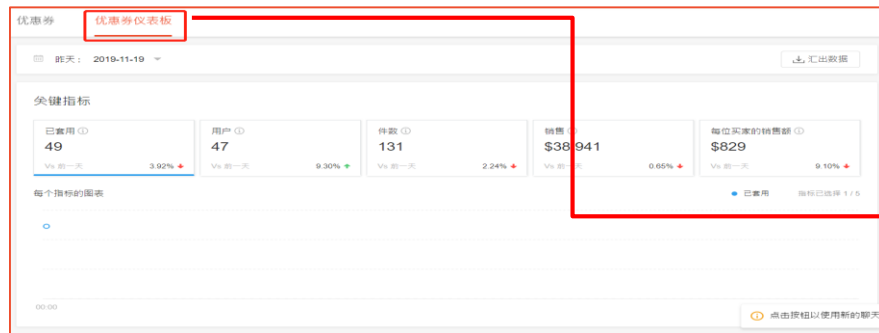 优惠券 优惠券仪表板
昨天： 2019-11-19 汇出数据
关键指标
已套用 用户 件数 销售 每位买家的销售额
49 47 131 $38,941 $829
Vs 前一天 3.92% Vs 前一天 9.30% Vs 前一天 2.24% Vs 前一天 0.65% Vs 前一天 9.10%
每个指标的图表 已套用 指标已选择 1 / 5
00:00
点击按钮以使用新的聊天